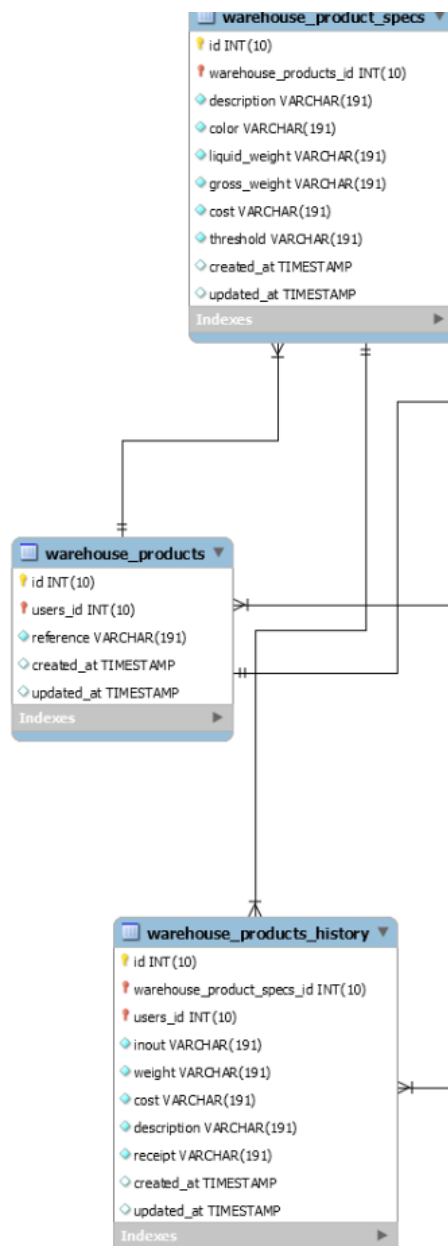 warehouse_product_specs
id INT(10)
warehouse_products_id INT(10)
description VARCHAR(191)
color VARCHAR(191)
liquid_weight VARCHAR(191)
gross_weight VARCHAR(191)
cost VARCHAR(191)
threshold VARCHAR(191)
created_at TIMESTAMP
updated_at TIMESTAMP
Indexes
warehouse_products
id INT(10)
users_id INT(10)
reference VARCHAR(191)
created_at TIMESTAMP
updated_at TIMESTAMP
Indexes
warehouse_products_history
id INT(10)
warehouse_product_specs_id INT(10)
users_id INT(10)
inout VARCHAR(191)
weight VARCHAR(191)
cost VARCHAR(191)
description VARCHAR(191)
receipt VARCHAR(191)
created_at TIMESTAMP
updated_at TIMESTAMP
Indexes